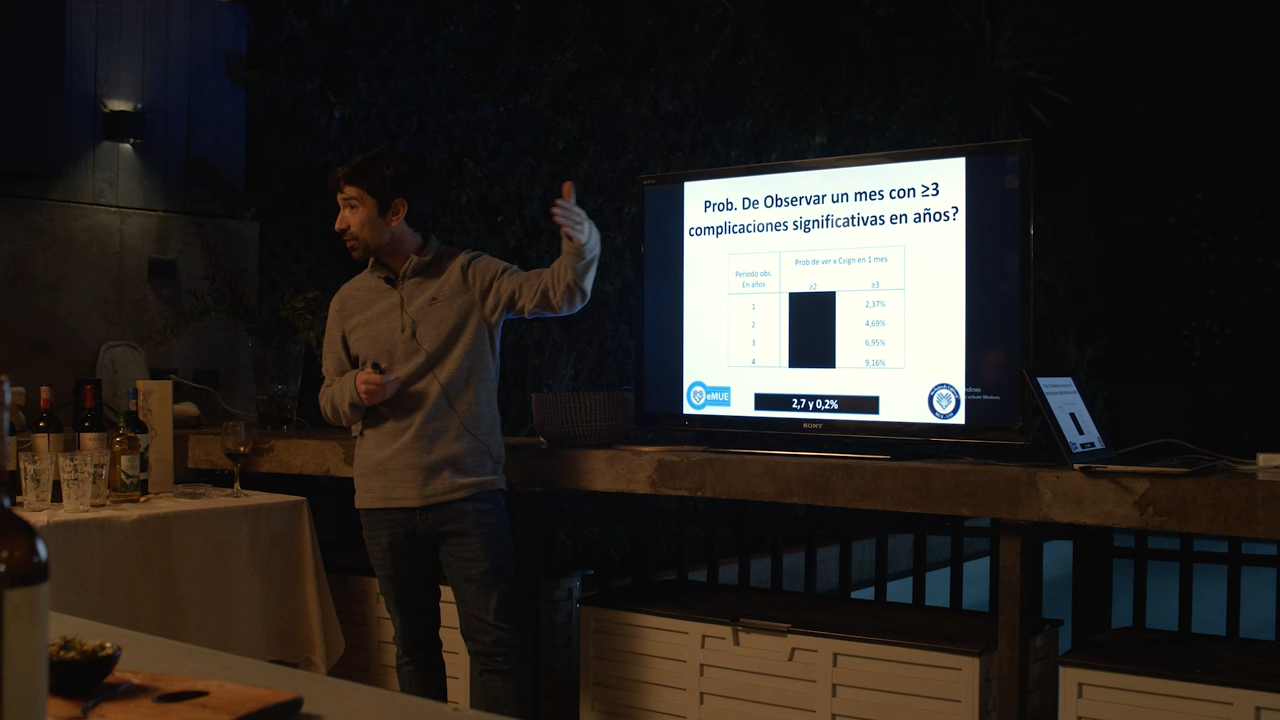 Prob. De Observar un mes con ≥3
complicaciones significativas en años?
Periodo obs.
En años
Prob de ver x Csign en 1 mes
≥2
≥3
1
2,37%
2
4,69%
3
6,95%
4
9,16%
eMUE
2,7 y 0,2%
SONY